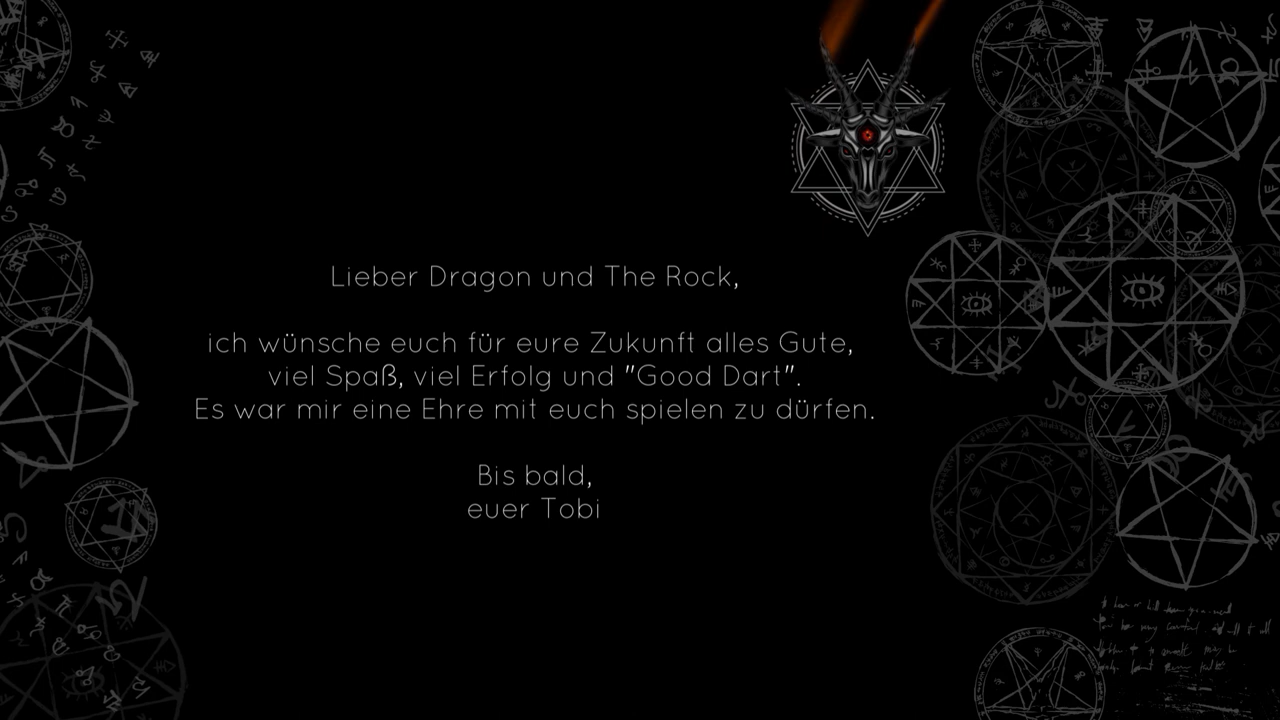 Lieber Dragon und The Rock,
ich wünsche euch für eure Zukunft alles Gute,
viel Spaß, viel Erfolg und "Good Dart".
Es war mir eine Ehre mit euch spielen zu dürfen.
Bis bald,
euer Tobi